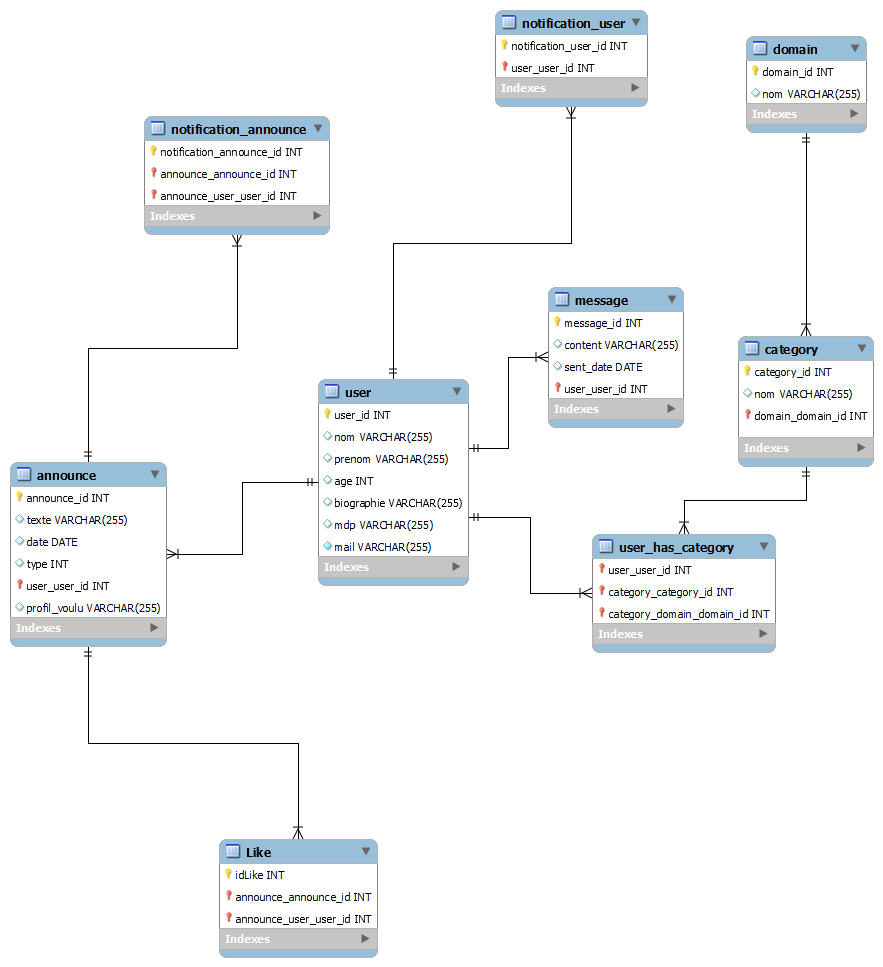 notification_user
notification_user_id INT
user_user_id INT
Indexes
domain
domain_id INT
nom VARCHAR(255)
Indexes
notification_announce
notification_announce_id INT
announce_announce_id INT
announce_user_user_id INT
Indexes
message
message_id INT
content VARCHAR(255)
sent_date DATE
user_user_id INT
Indexes
category
category_id INT
nom VARCHAR(255)
domain_domain_id INT
Indexes
user
user_id INT
nom VARCHAR(255)
prenom VARCHAR(255)
age INT
biographie VARCHAR(255)
mdp VARCHAR(255)
mail VARCHAR(255)
Indexes
announce
announce_id INT
texte VARCHAR(255)
date DATE
type INT
user_user_id INT
profil_voulu VARCHAR(255)
Indexes
user_has_category
user_user_id INT
category_category_id INT
category_domain_domain_id INT
Indexes
Like
idLike INT
announce_announce_id INT
announce_user_user_id INT
Indexes